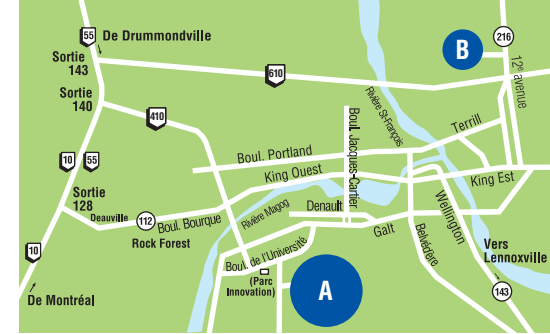 55
De Drummondville
216
B
Sortie
143
610
12e avenue
Sortie
140
410
Rivière St-François
Boul. Jacques-Cartier
Terrill
Boul. Portland
10
55
King Ouest
King Est
Sortie
128
Deauville
112
Boul. Bourque
Rivière Magog
Denault
Rock Forest
Galt
Belvédère
Wellington
Boul. de l'Université
Vers
Lennoxville
10
(Parc
Innovation)
A
143
De Montréal